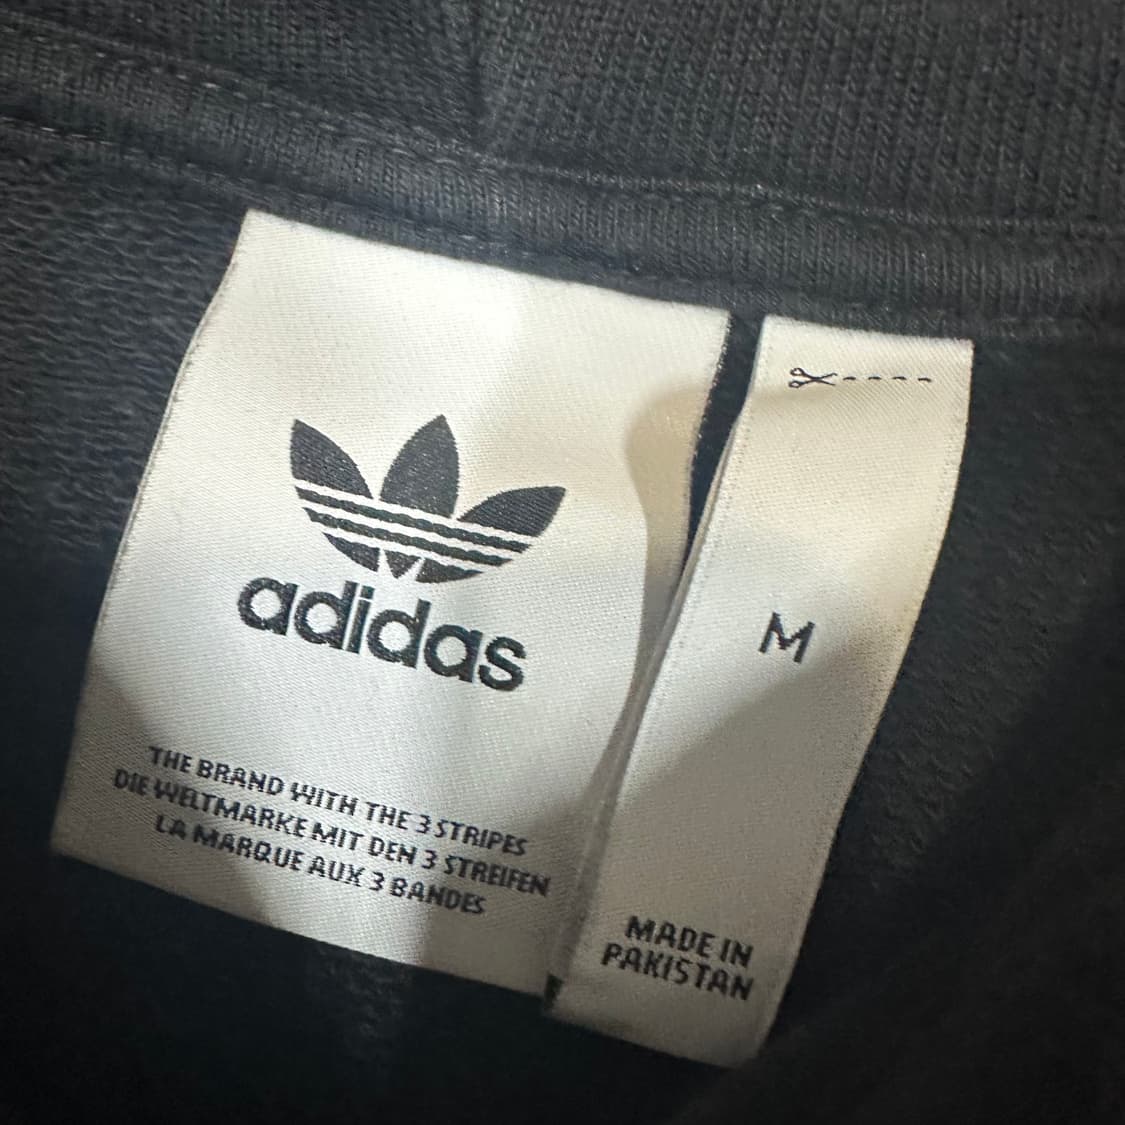 adidas
THE BRAND WITH THE 3 STRIPES
DIE WELTMARKE MIT DEN 3 STREIFEN
LA MARQUE AUX 3 BANDES
M
MADE IN
PAKISTAN